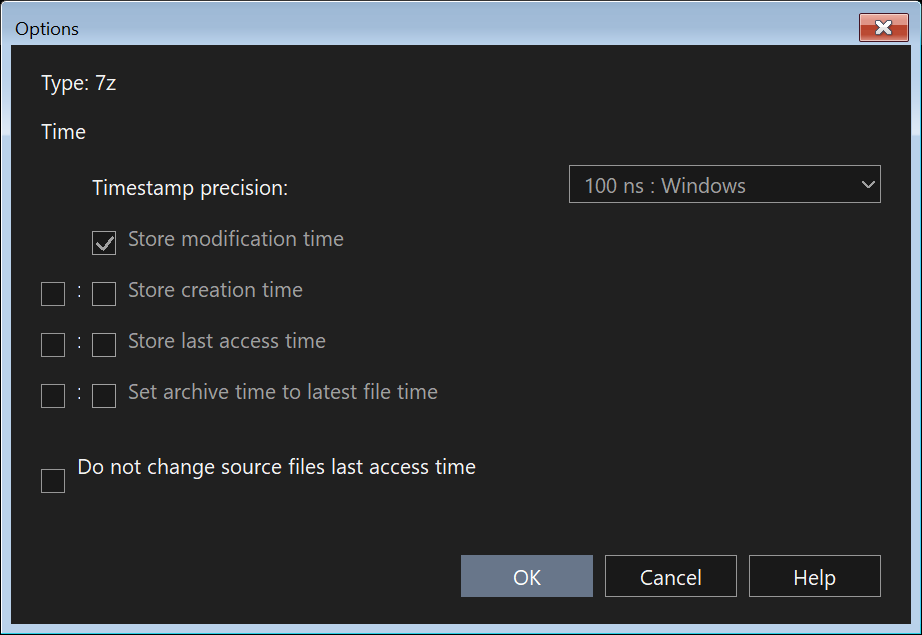 Options
Type: 7z
Time
Timestamp precision: 100 ns : Windows
Store modification time
: Store creation time
: Store last access time
: Set archive time to latest file time
Do not change source files last access time
OK Cancel Help